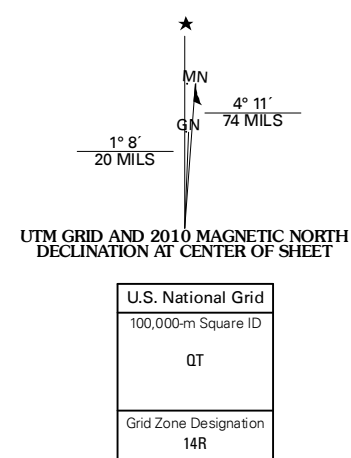 MN
4° 11´
74 MILS
GN
1° 8´
20 MILS
UTM GRID AND 2010 MAGNETIC NORTH
DECLINATION AT CENTER OF SHEET
U.S. National Grid
100,000-m Square ID
QT
Grid Zone Designation
14R